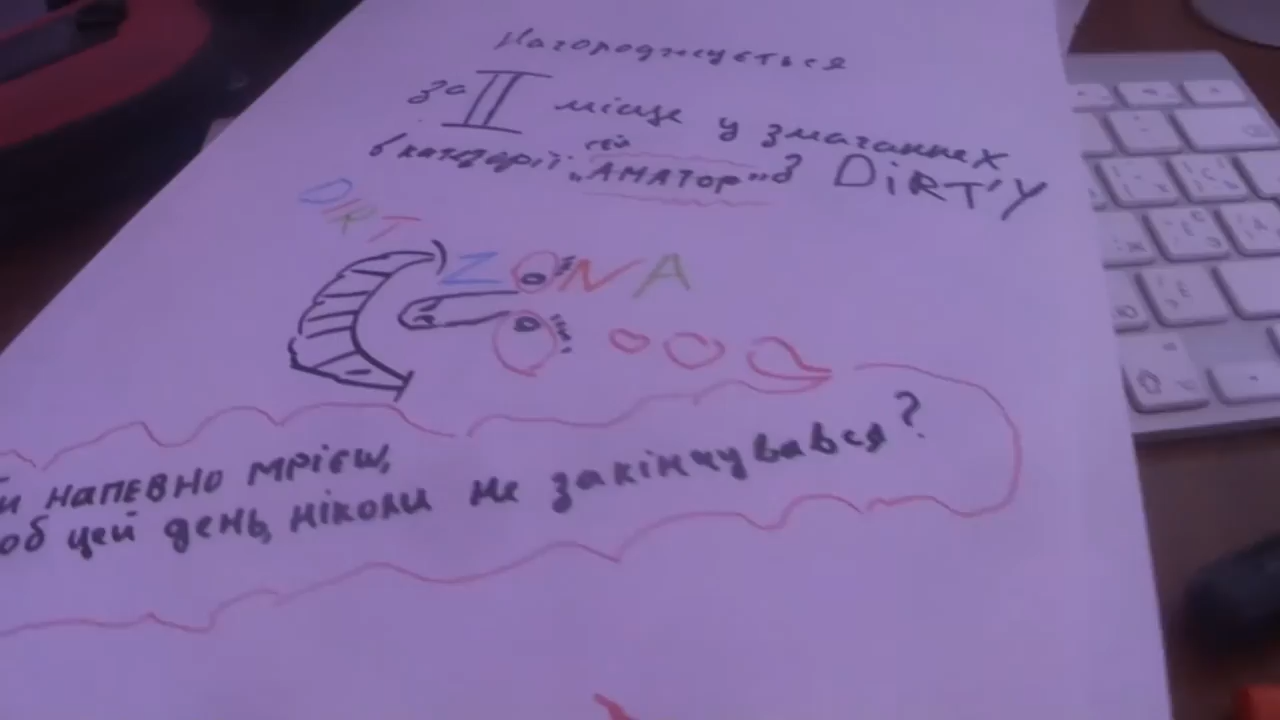 Нагороджується
за II місце у змаганнях
в категорії: „АМАТОР" з DiRT'Y
DIRT
ZONA
и напевно мрієш,
об цей день, ніколи не закінчувався?